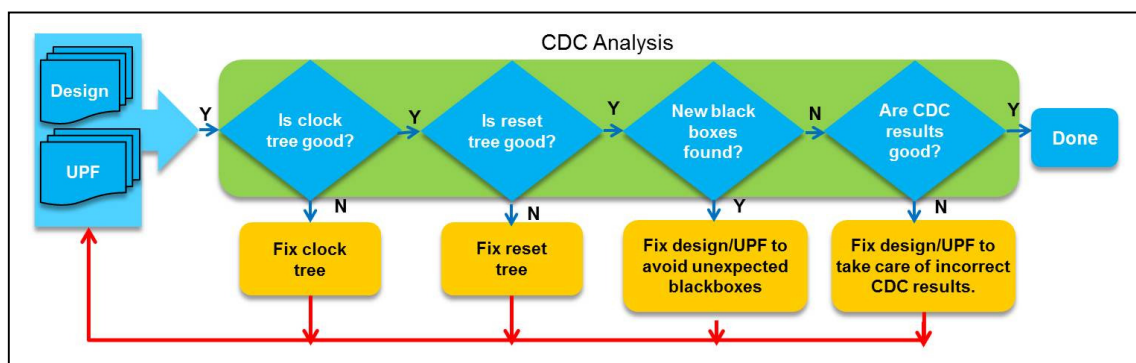 CDC Analysis
Design
UPF
Y
Is clock
tree good?
Y
Is reset
tree good?
Y
New black
boxes
found?
N
Are CDC
results
good?
Y
Done
N
N
Y
N
Fix clock
tree
Fix reset
tree
Fix design/UPF to
avoid unexpected
blackboxes
Fix design/UPF to
take care of incorrect
CDC results.